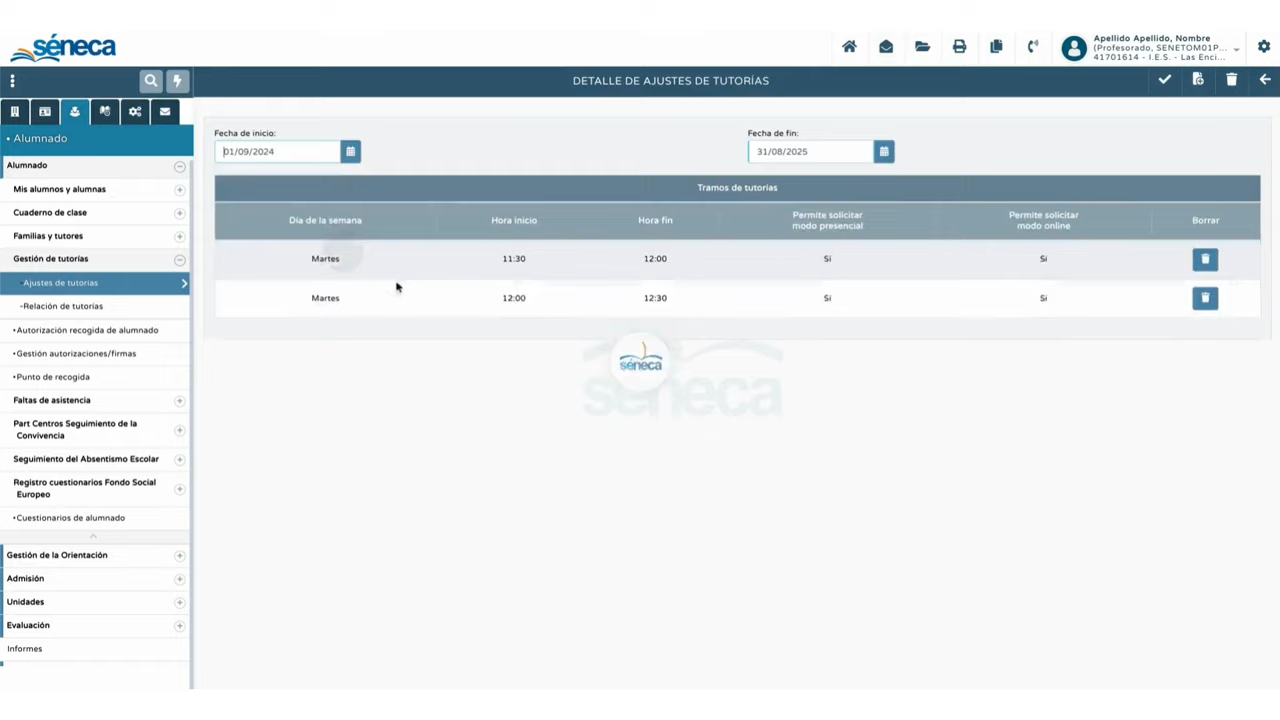 séneca
Apellido Apellido, Nombre
(Profesorado, SENETOM01P...
41701614 - I.E.S. - Las Enci...
DETALLE DE AJUSTES DE TUTORÍAS
• Alumnado
Alumnado
Mis alumnos y alumnas
Cuaderno de clase
Familias y tutores
Gestión de tutorías
-Ajustes de tutorías
-Relación de tutorías
•Autorización recogida de alumnado
•Gestión autorizaciones/firmas
•Punto de recogida
Faltas de asistencia
Part Centros Seguimiento de la
Convivencia
Seguimiento del Absentismo Escolar
Registro cuestionarios Fondo Social
Europeo
•Cuestionarios de alumnado
Gestión de la Orientación
Admisión
Unidades
Evaluación
Informes
Fecha de inicio:
01/09/2024
Fecha de fin:
31/08/2025
Tramos de tutorías
Día de la semana Hora inicio Hora fin Permite solicitar modo presencial Permite solicitar modo online Borrar
Martes 11:30 12:00 Sí Sí
Martes 12:00 12:30 Sí Sí
séneca
séneca